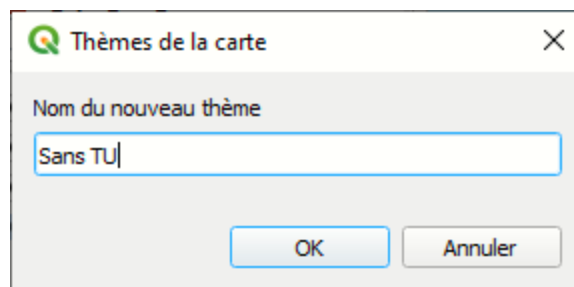 Thèmes de la carte
Nom du nouveau thème
Sans TU
OK
Annuler